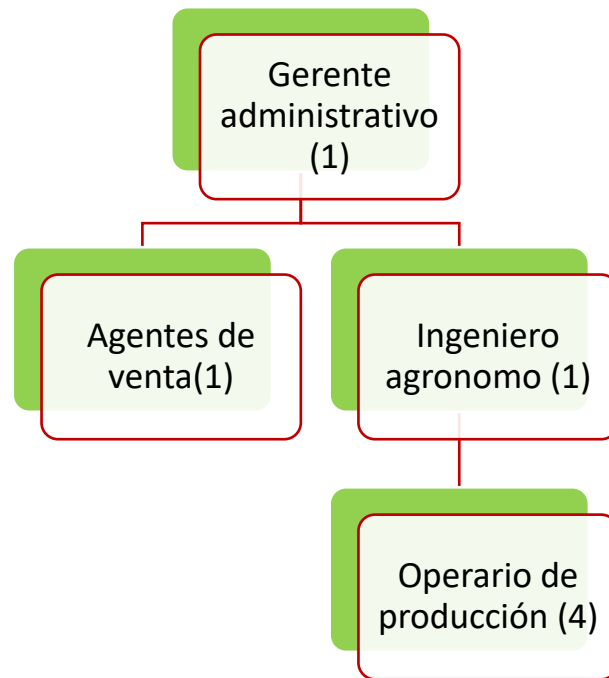 Gerente
administrativo
(1)
Agentes de
venta(1)
Ingeniero
agronomo (1)
Operario de
producción (4)